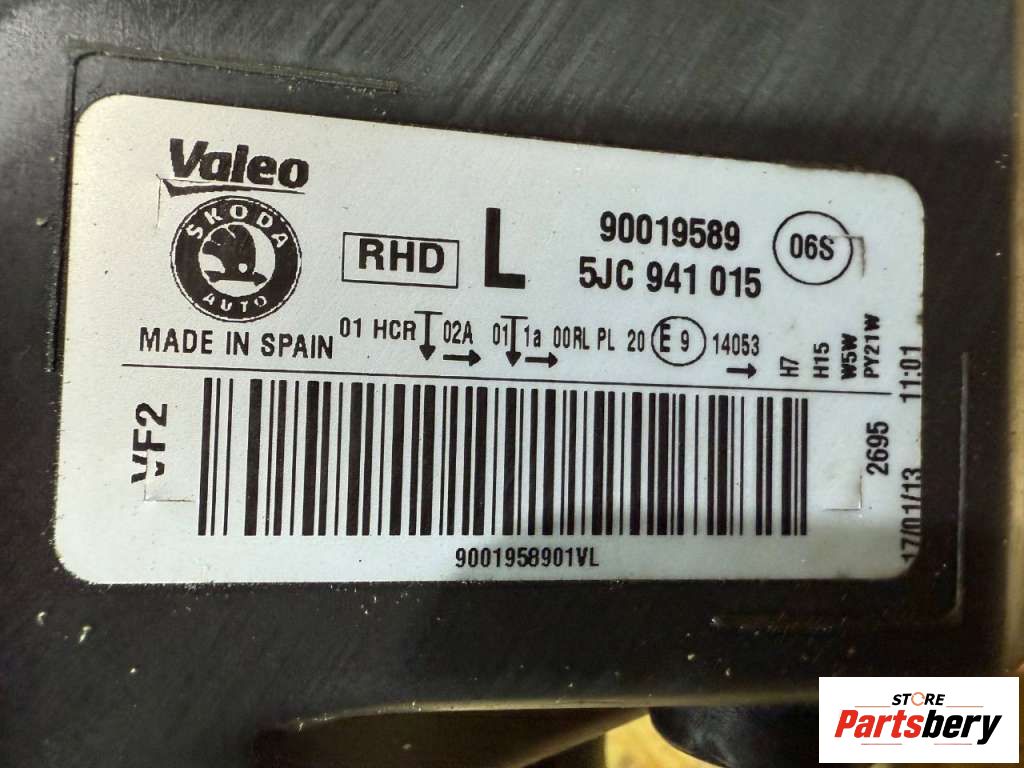 Valeo
ŠKODA
AUTO
RHD
L
90019589
5JC 941 015
06S
MADE IN SPAIN
01 HCR 02A 01 1a 00RL PL 20 E 9 14053
H7
H15
W5W
PY21W
VF2
9001958901VL
2695
17/01/13 11:01
STORE
Partsbery